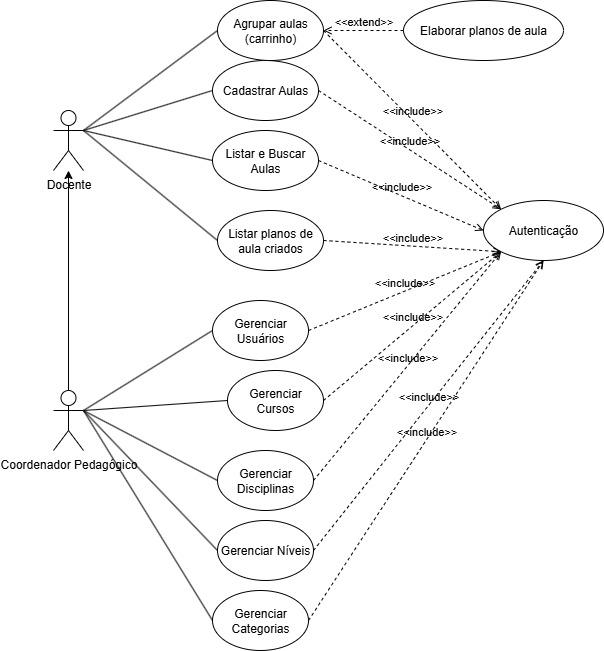 Agrupar aulas
(carrinho)
<<extend>>
Elaborar planos de aula
Cadastrar Aulas
<<include>>
<<include>>
Docente
Listar e Buscar
Aulas
<<include>>
Listar planos de
aula criados
<<include>>
Autenticação
Gerenciar
Usuários
<<include>>
<<include>>
Gerenciar
Cursos
<<include>>
<<include>>
<<include>>
Coordenador Pedagógico
Gerenciar
Disciplinas
Gerenciar Níveis
Gerenciar
Categorias